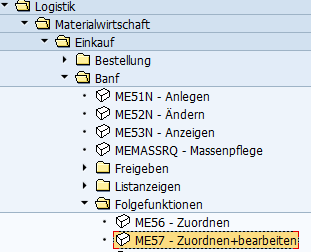 Logistik
Materialwirtschaft
Einkauf
Bestellung
Banf
ME51N - Anlegen
ME52N - Ändern
ME53N - Anzeigen
MEMASSRQ - Massenpflege
Freigeben
Listanzeigen
Folgefunktionen
ME56 - Zuordnen
ME57 - Zuordnen+bearbeiten